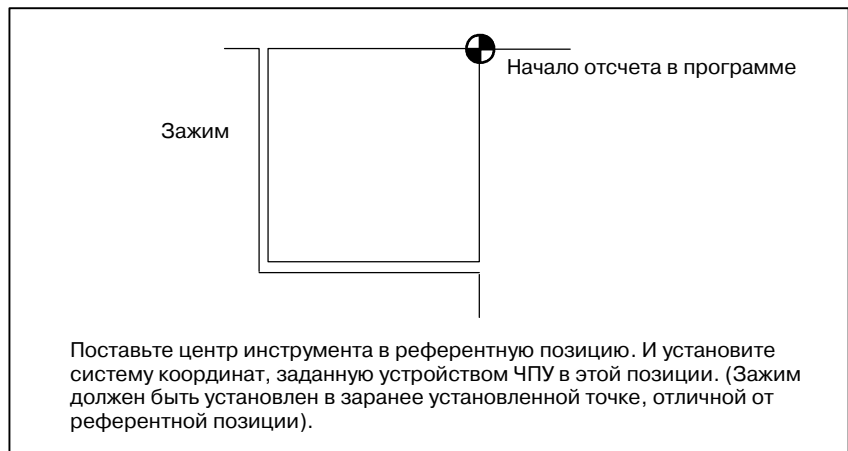 Начало отсчета в программе
Зажим
Поставьте центр инструмента в референтную позицию. И установите
систему координат, заданную устройством ЧПУ в этой позиции. (Зажим
должен быть установлен в заранее установленной точке, отличной от
референтной позиции).